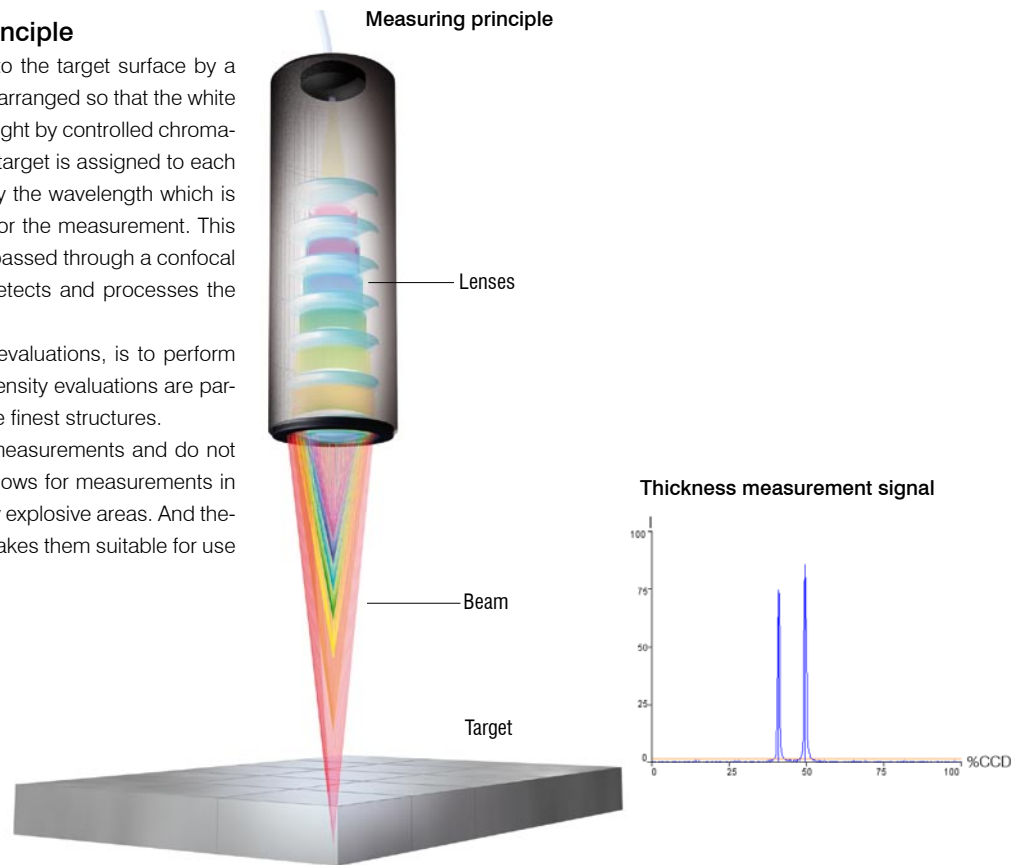 nciple
to the target surface by a
arranged so that the white
ght by controlled chroma-
target is assigned to each
y the wavelength which is
or the measurement. This
passed through a confocal
etects and processes the
evaluations, is to perform
ensity evaluations are par-
e finest structures.
measurements and do not
lows for measurements in
y explosive areas. And the-
akes them suitable for use
Measuring principle
Lenses
Beam
Target
Thickness measurement signal
I
100
75
50
25
0
0 25 50 75 100 %CCD